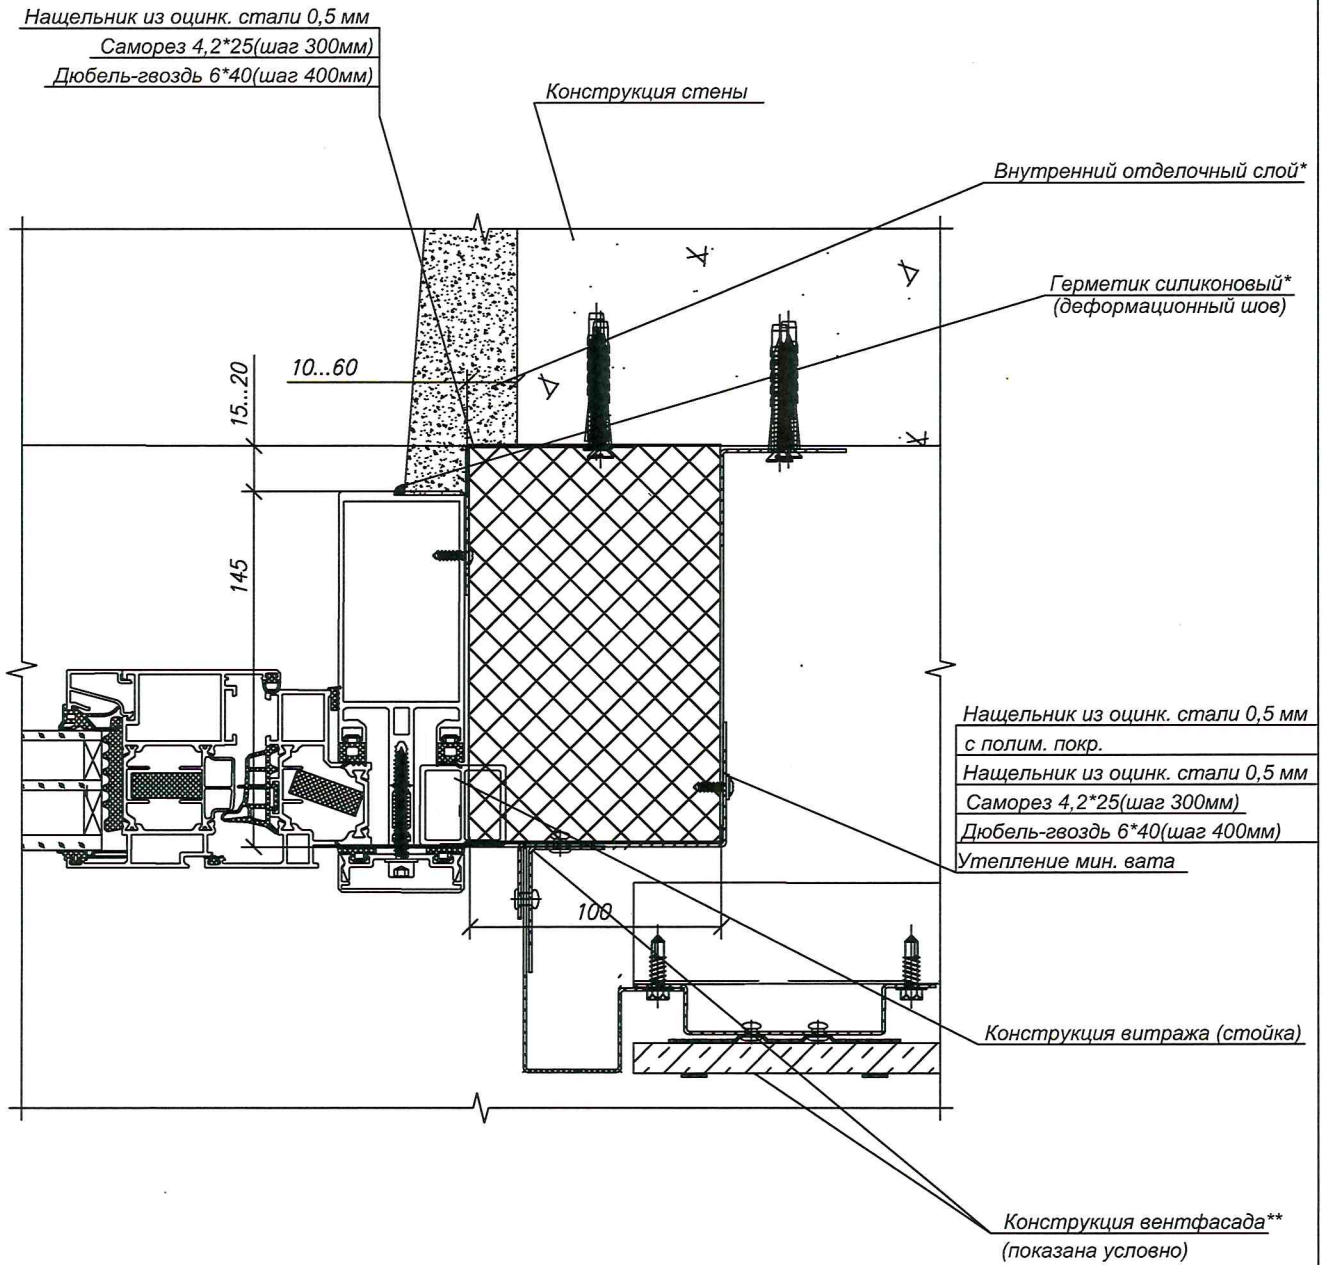 Нащельник из оцинк. стали 0,5 мм
Саморез 4,2*25(шаг 300мм)
Дюбель-гвоздь 6*40(шаг 400мм)
Конструкция стены
Внутренний отделочный слой*
Герметик силиконовый*
(деформационный шов)
10...60
15...20
145
Нащельник из оцинк. стали 0,5 мм
с полим. покр.
Нащельник из оцинк. стали 0,5 мм
Саморез 4,2*25(шаг 300мм)
Дюбель-гвоздь 6*40(шаг 400мм)
Утепление мин. вата
100
Конструкция витража (стойка)
Конструкция вентфасада**
(показана условно)